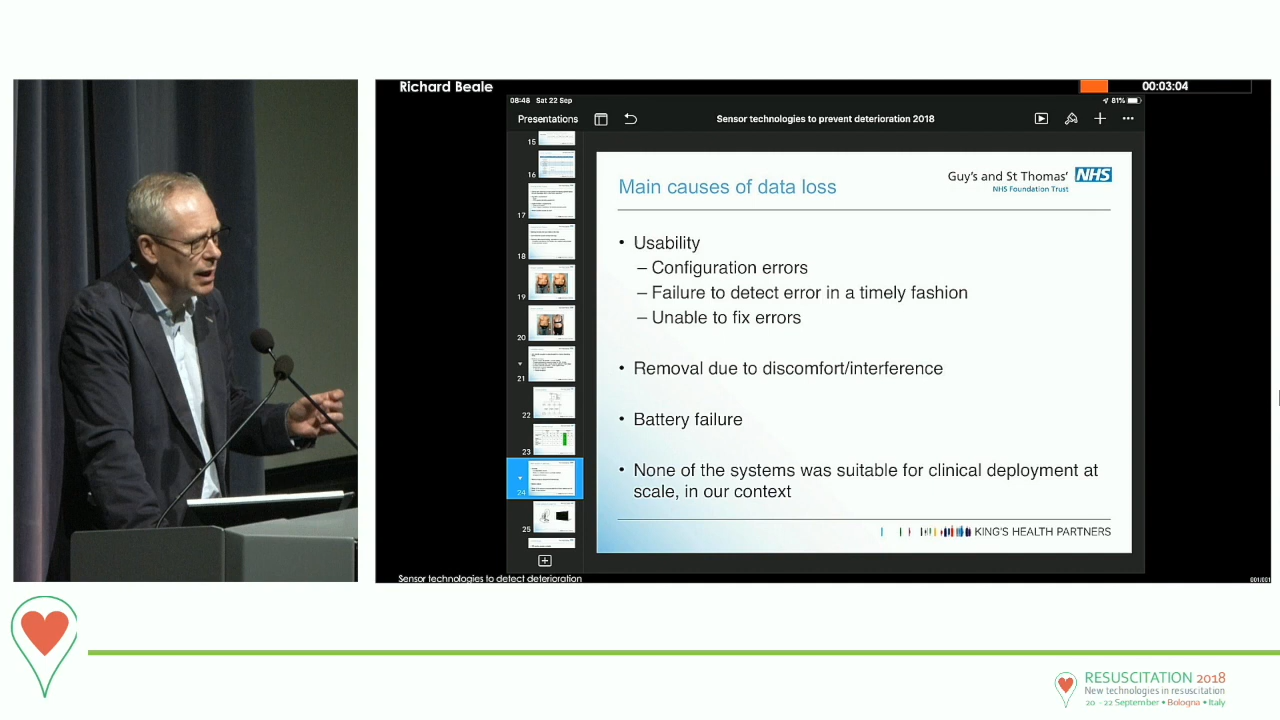 Richard Beale
00:03:04
08:48 Sat 22 Sep
81%
Presentations
Sensor technologies to prevent deterioration 2018
15
16
17
18
19
20
21
22
23
24
25
Guy's and St Thomas' NHS
NHS Foundation Trust
Main causes of data loss
• Usability
– Configuration errors
– Failure to detect error in a timely fashion
– Unable to fix errors
• Removal due to discomfort/interference
• Battery failure
• None of the systems was suitable for clinical deployment at
scale, in our context
KING'S HEALTH PARTNERS
Sensor technologies to detect deterioration
001/001
RESUSCITATION 2018
New technologies in resuscitation
20 - 22 September • Bologna • Italy